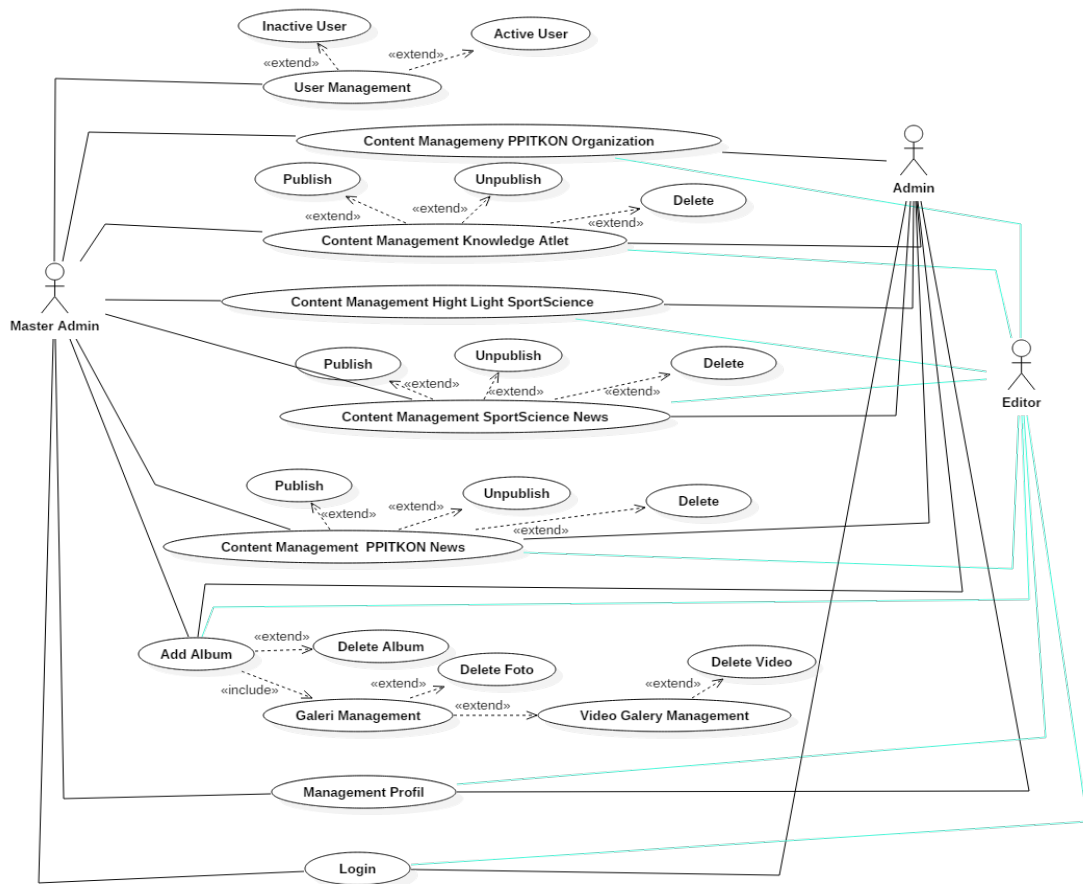 Inactive User
Active User
«extend»
«extend»
User Management
Content Managemeny PPITKON Organization
Admin
Publish
Unpublish
Delete
«extend»
«extend»
«extend»
Content Management Knowledge Atlet
Master Admin
Content Management Hight Light SportScience
Publish
Unpublish
Delete
«extend»
«extend»
«extend»
Editor
Content Management SportScience News
Publish
Unpublish
Delete
«extend»
«extend»
«extend»
Content Management  PPITKON News
Add Album
«extend»
Delete Album
Delete Foto
Delete Video
«include»
«extend»
«extend»
«extend»
Galeri Management
Video Galery Management
Management Profil
Login